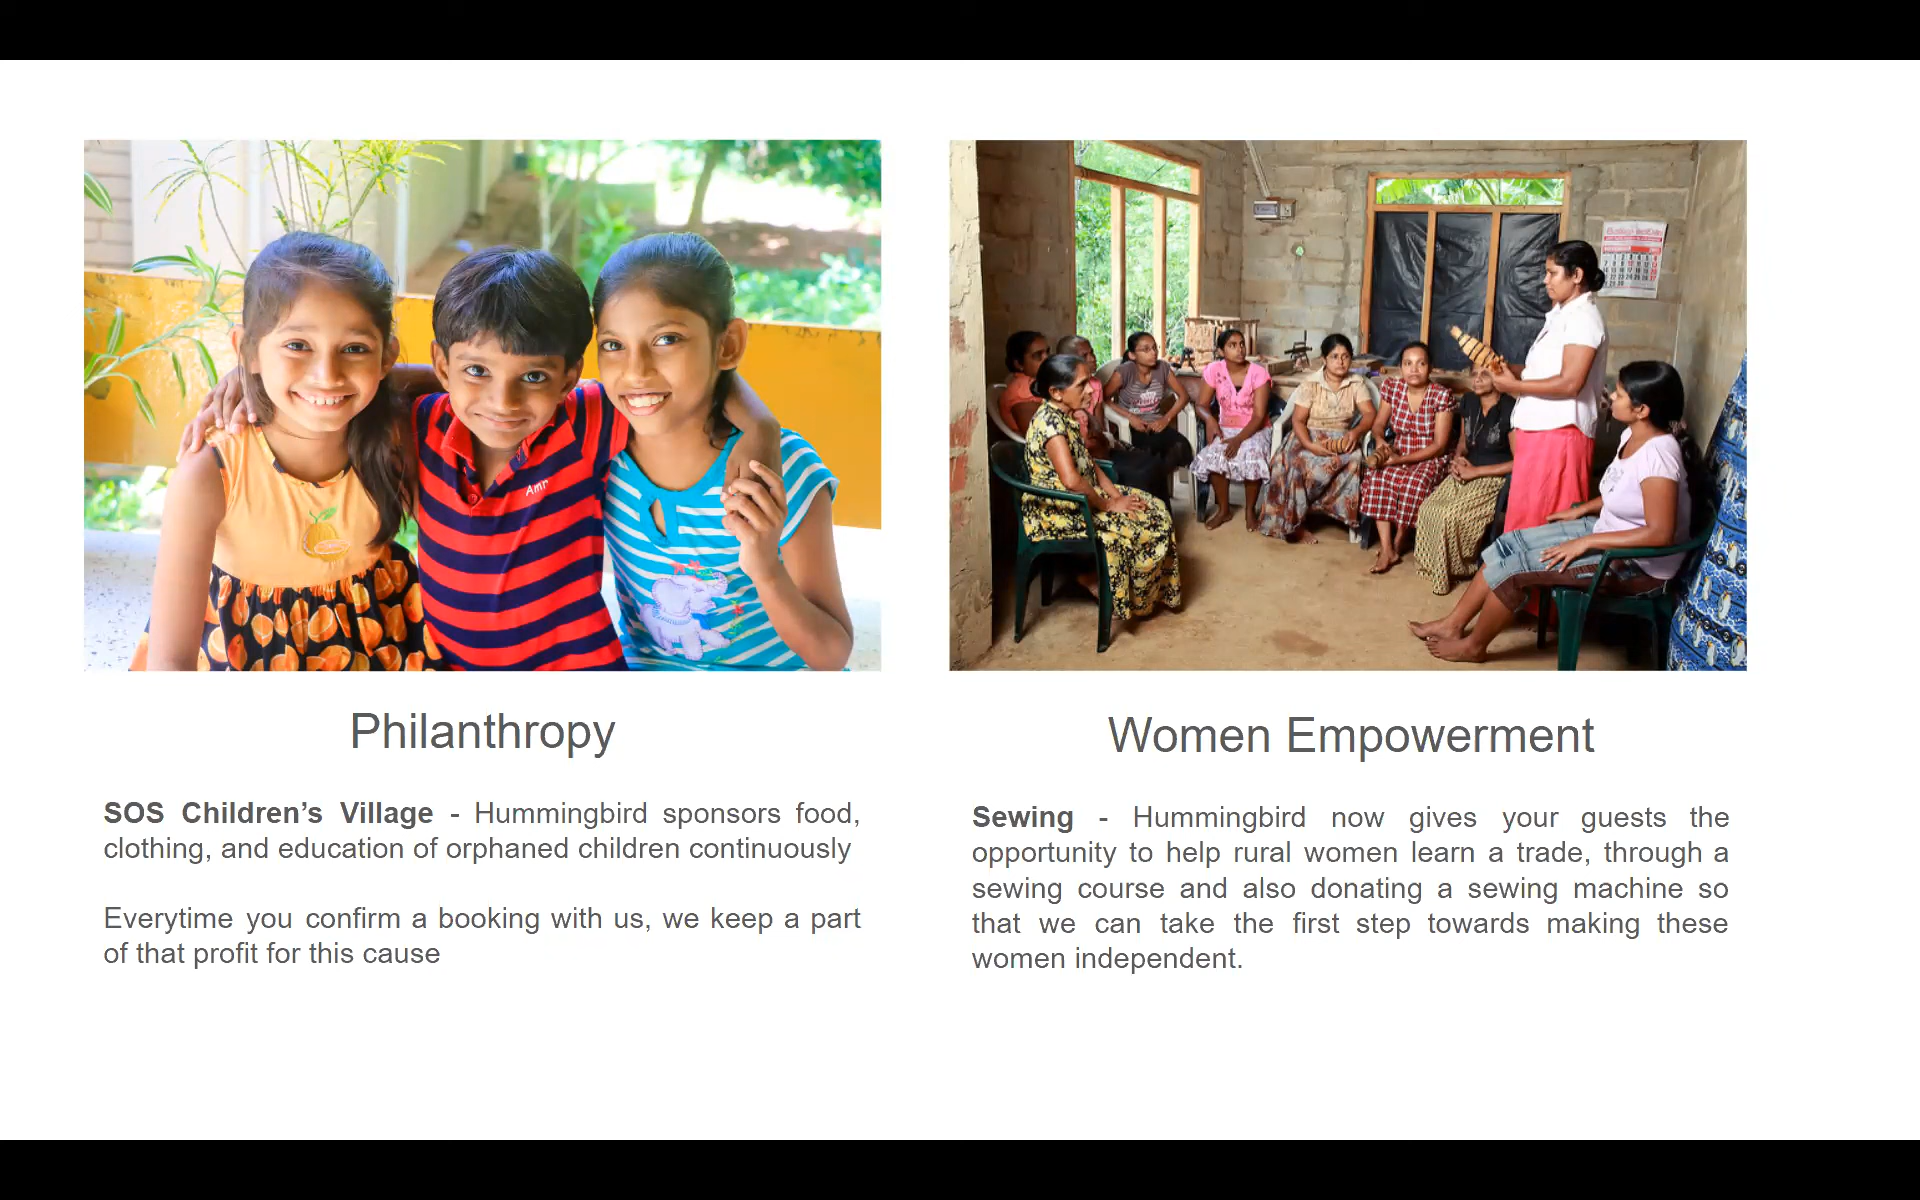 Amr
Philanthropy
SOS Children’s Village - Hummingbird sponsors food,
clothing, and education of orphaned children continuously
Everytime you confirm a booking with us, we keep a part
of that profit for this cause
Women Empowerment
Sewing - Hummingbird now gives your guests the
opportunity to help rural women learn a trade, through a
sewing course and also donating a sewing machine so
that we can take the first step towards making these
women independent.